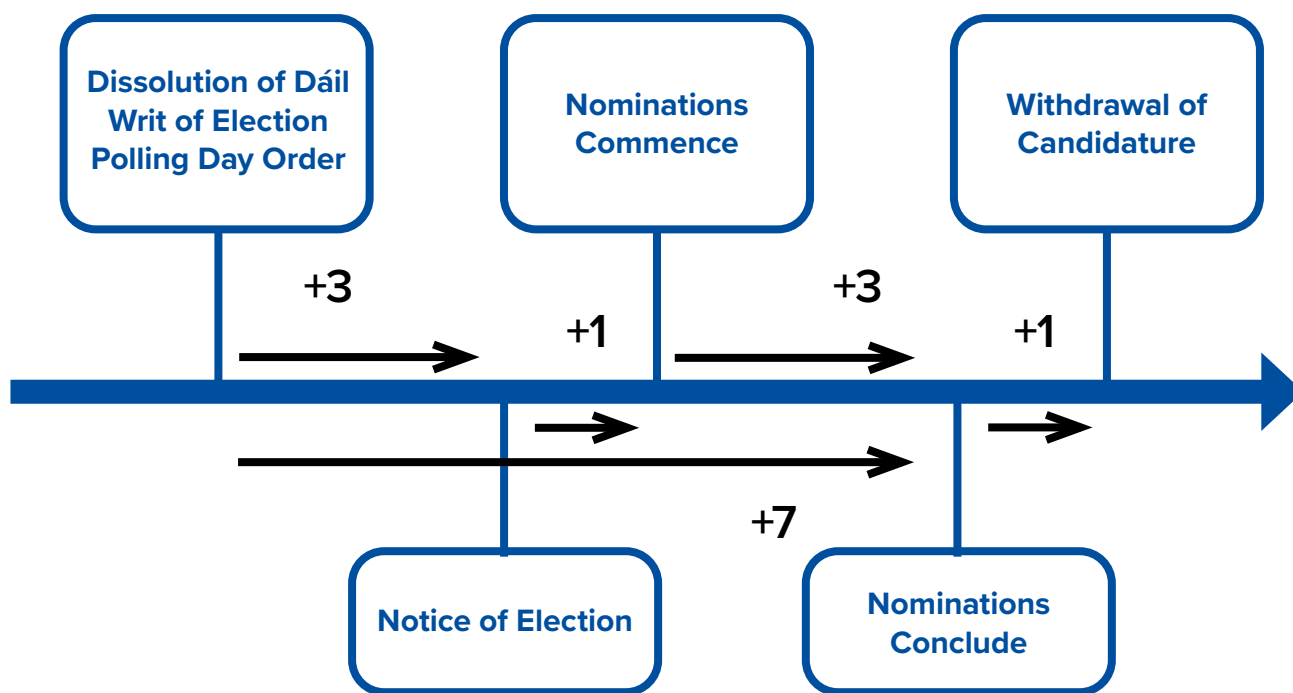 Dissolution of Dáil
Writ of Election
Polling Day Order
Nominations
Commence
Withdrawal of
Candidature
+3
+1
+3
+1
+7
Notice of Election
Nominations
Conclude